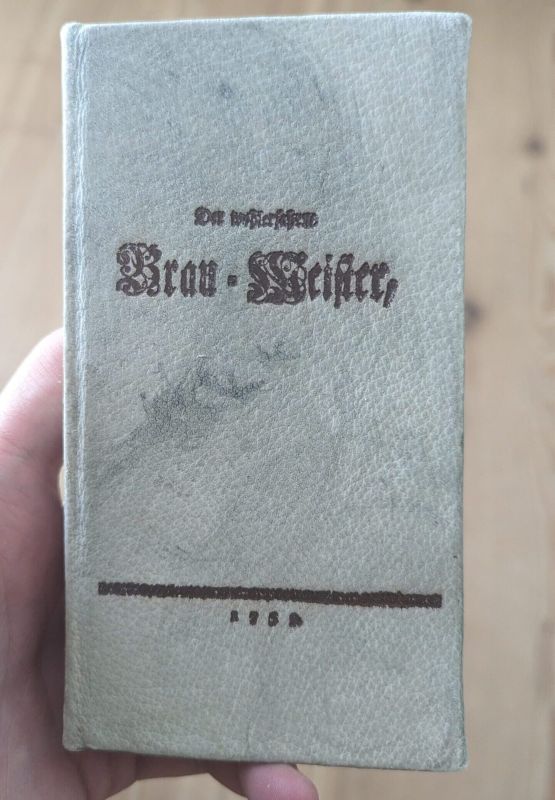 Der wohlerfahrne
Brau-Meister,
1759